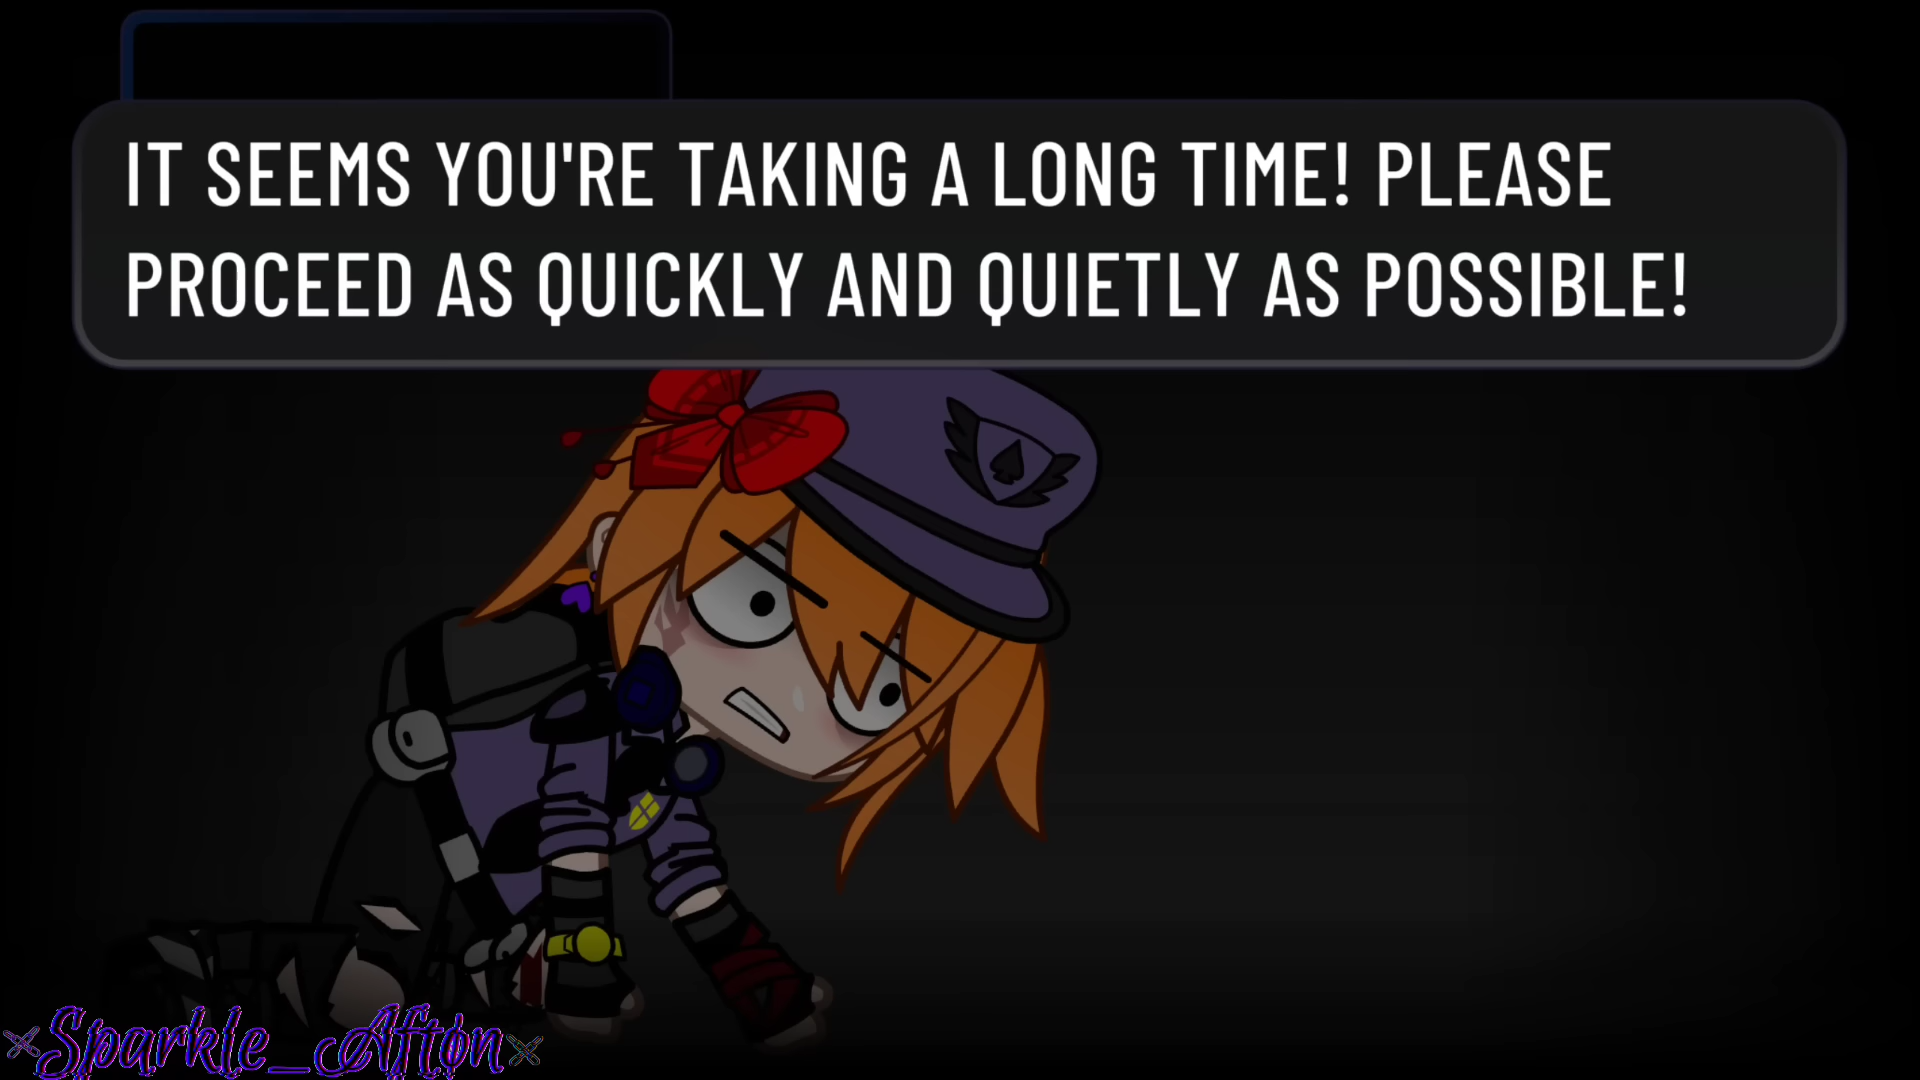 IT SEEMS YOU'RE TAKING A LONG TIME! PLEASE
PROCEED AS QUICKLY AND QUIETLY AS POSSIBLE!
Sparkle_Afton